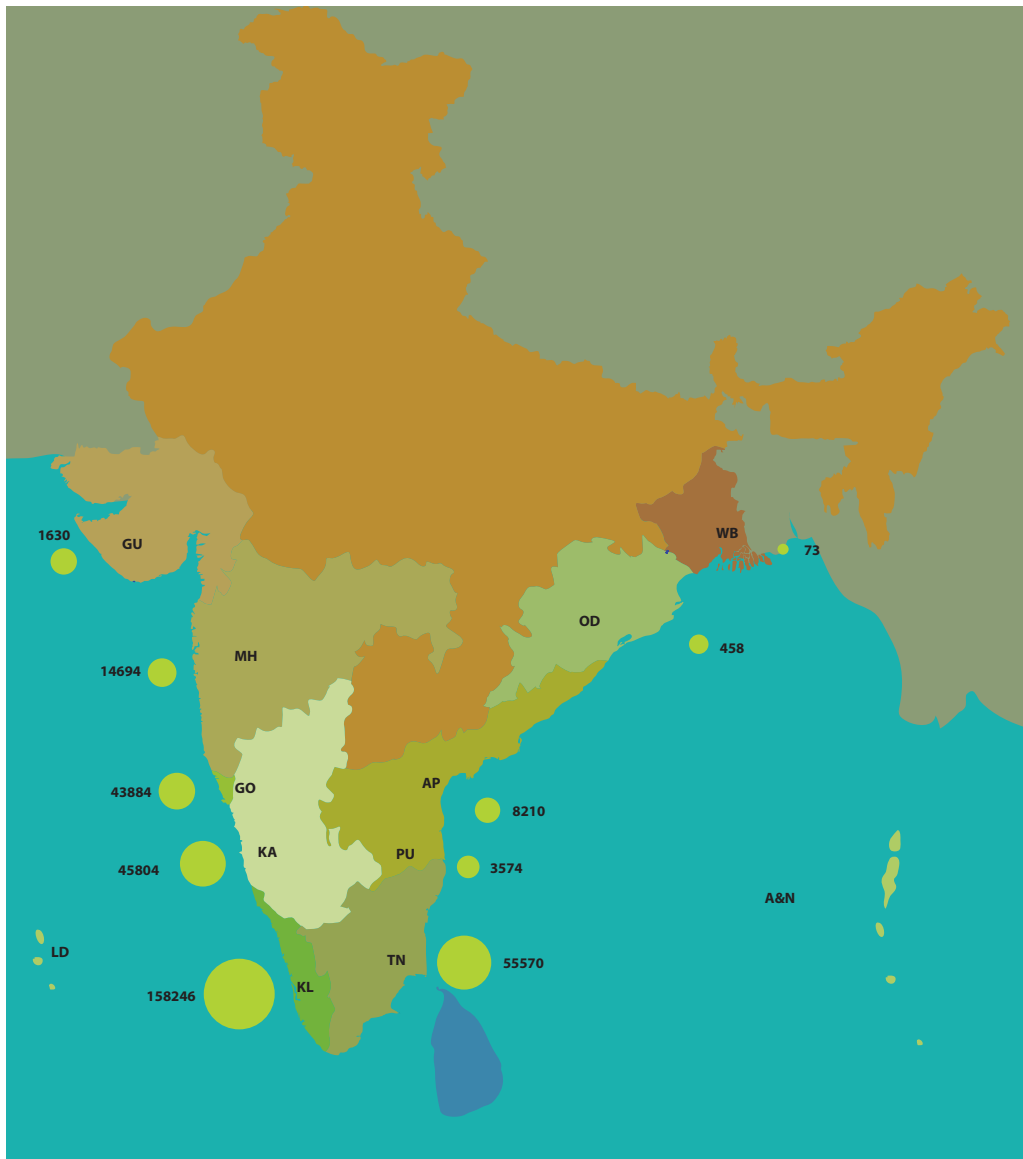 1630
GU
WB
73
OD
458
MH
14694
GO
43884
AP
8210
KA
PU
45804
3574
A&N
LD
TN
55570
KL
158246